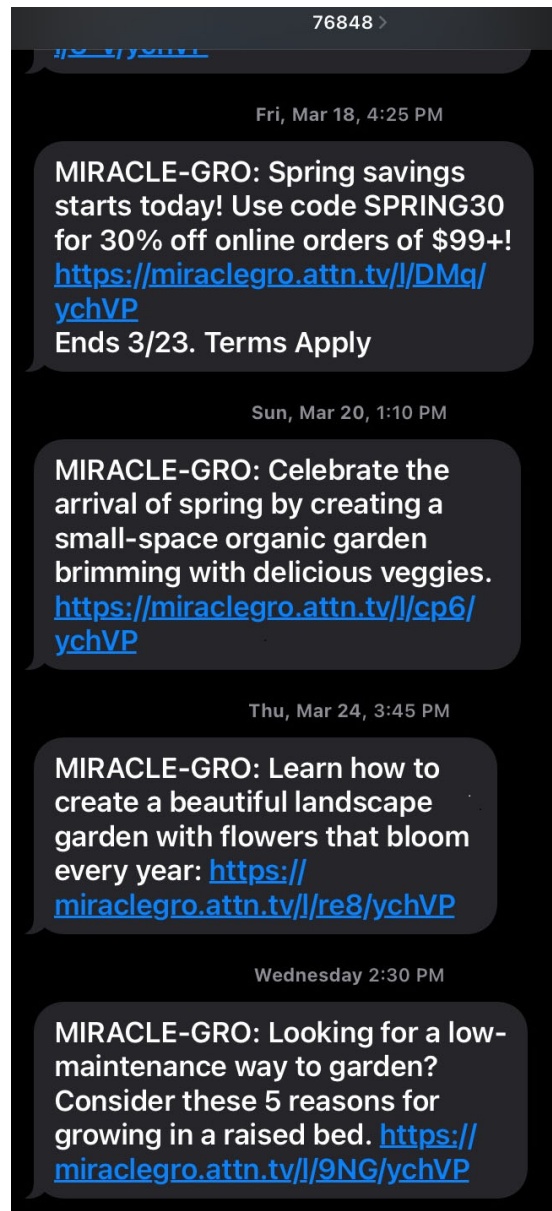 76848 >
Fri, Mar 18, 4:25 PM
MIRACLE-GRO: Spring savings
starts today! Use code SPRING30
for 30% off online orders of $99+!
https://miraclegro.attn.tv/l/DMq/
ychVP
Ends 3/23. Terms Apply
Sun, Mar 20, 1:10 PM
MIRACLE-GRO: Celebrate the
arrival of spring by creating a
small-space organic garden
brimming with delicious veggies.
https://miraclegro.attn.tv/l/cp6/
ychVP
Thu, Mar 24, 3:45 PM
MIRACLE-GRO: Learn how to
create a beautiful landscape
garden with flowers that bloom
every year: https://
miraclegro.attn.tv/l/re8/ychVP
Wednesday 2:30 PM
MIRACLE-GRO: Looking for a low-
maintenance way to garden?
Consider these 5 reasons for
growing in a raised bed. https://
miraclegro.attn.tv/l/9NG/ychVP